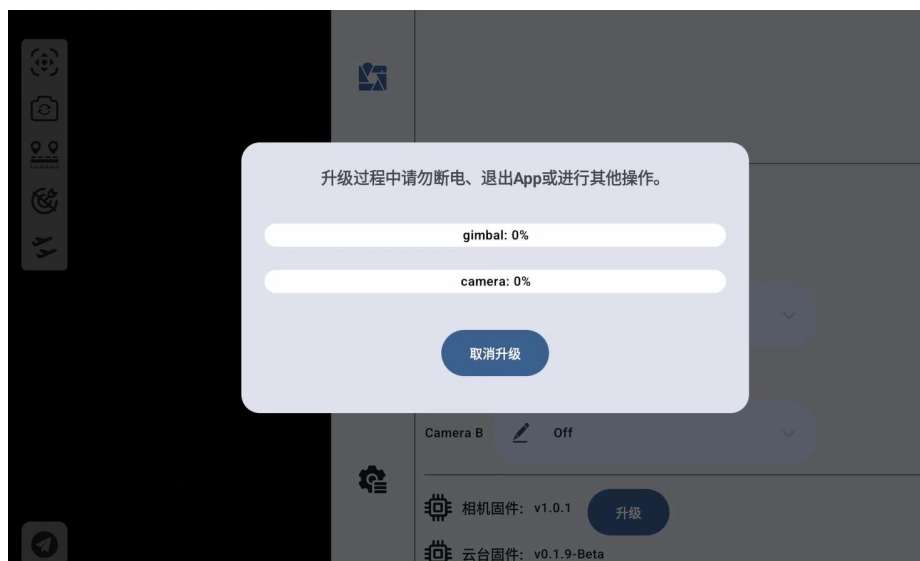 升级过程中请勿断电、退出App或进行其他操作。
gimbal: 0%
camera: 0%
取消升级
Camera B Off
相机固件: v1.0.1 升级
云台固件: v0.1.9-Beta